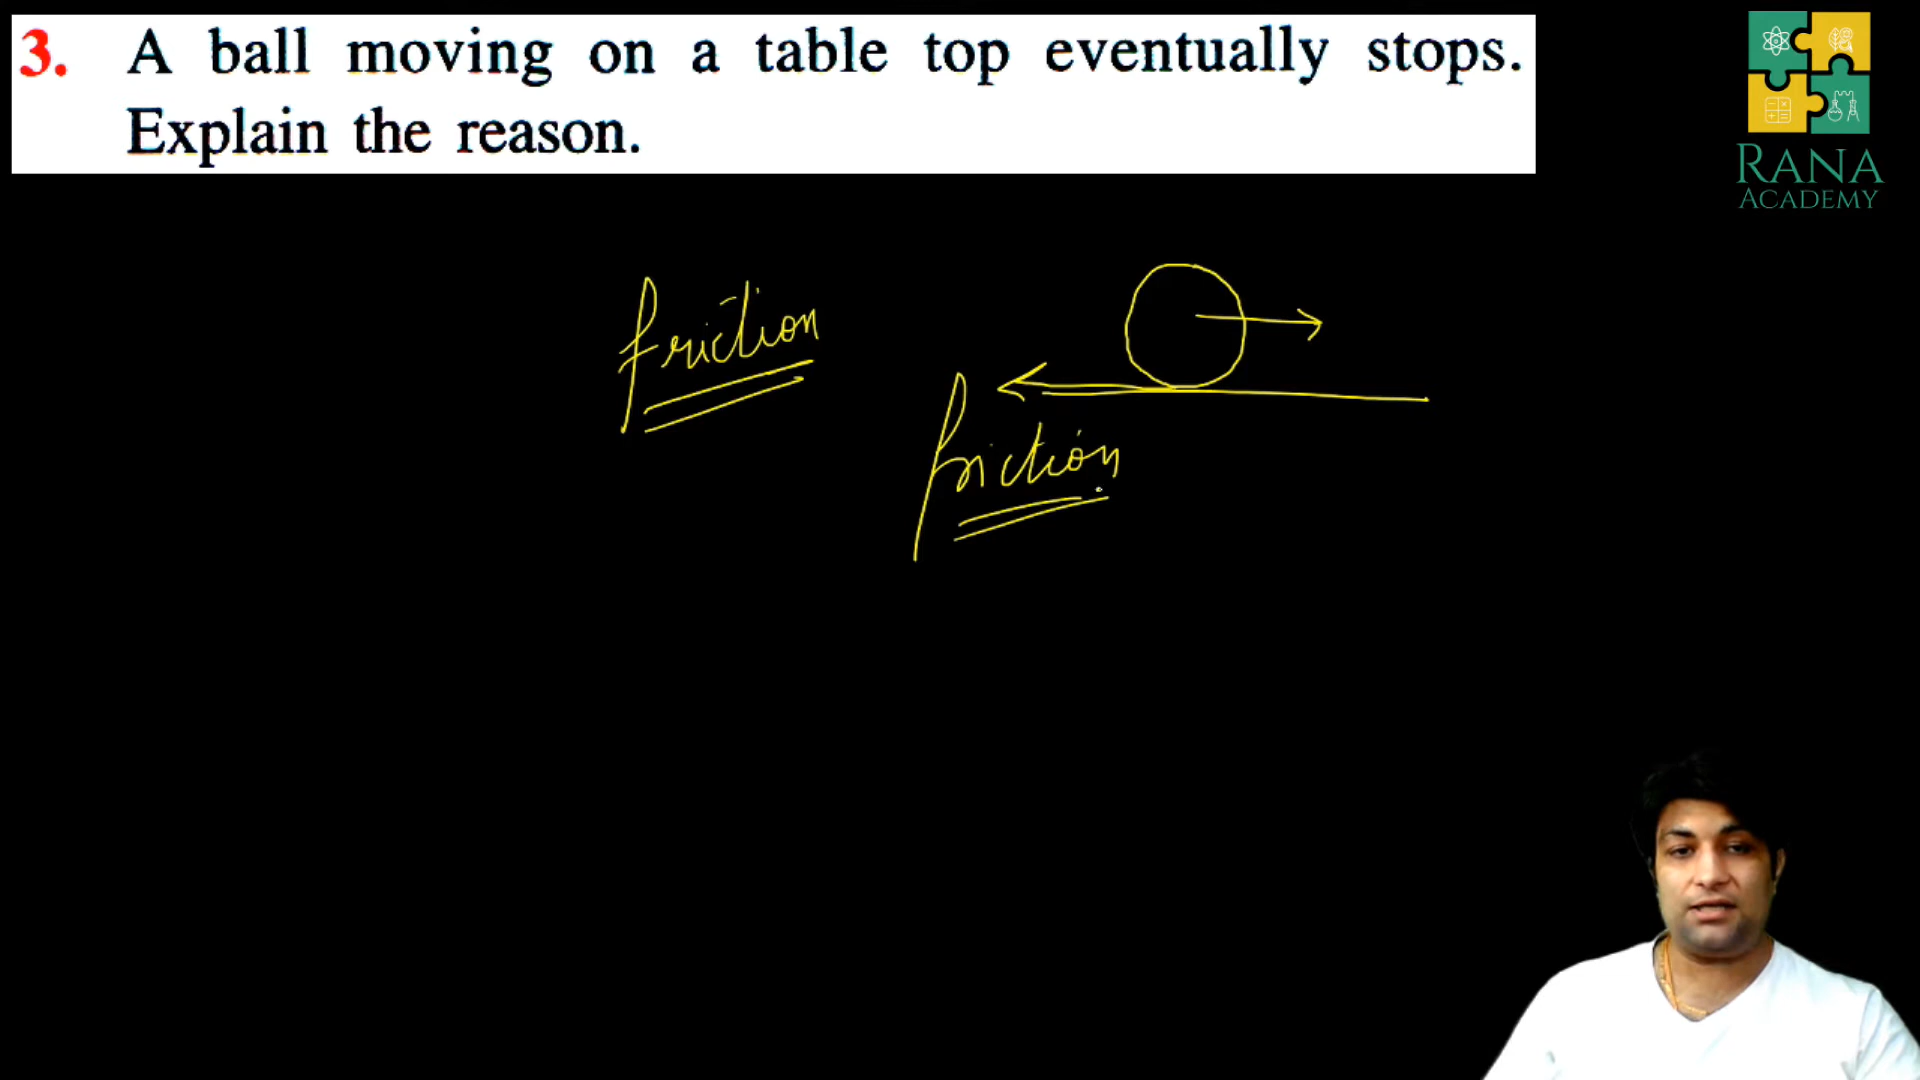 3. A ball moving on a table top eventually stops.
Explain the reason.
RANA
ACADEMY
friction
friction